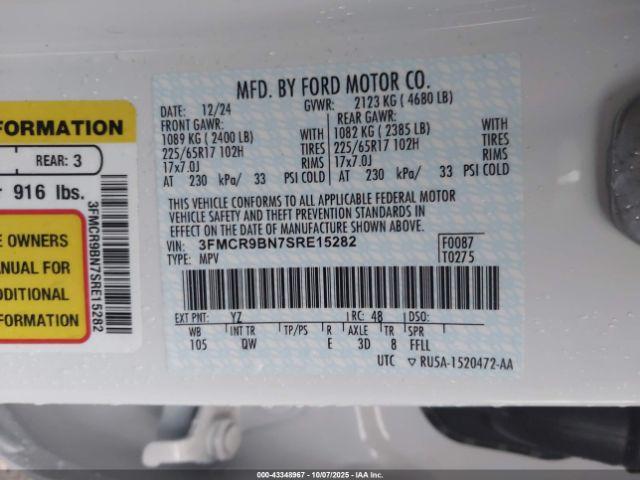 FORMATION
REAR: 3
916 lbs.
E OWNERS
ANUAL FOR
DDITIONAL
FORMATION
3FMCR9BN7SRE15282
MFD. BY FORD MOTOR CO.
DATE: 12/24 GVWR: 2123 KG ( 4680 LB)
FRONT GAWR: REAR GAWR:
1089 KG ( 2400 LB) WITH 1082 KG ( 2385 LB) WITH
225/65R17 102H TIRES 225/65R17 102H TIRES
17x7.0J RIMS 17x7.0J RIMS
AT 230 kPa/ 33 PSI COLD AT 230 kPa/ 33 PSI COLD
THIS VEHICLE CONFORMS TO ALL APPLICABLE FEDERAL MOTOR
VEHICLE SAFETY AND THEFT PREVENTION STANDARDS IN
EFFECT ON THE DATE OF MANUFACTURE SHOWN ABOVE.
VIN: 3FMCR9BN7SRE15282 F0087
TYPE: MPV T0275
EXT PNT: YZ RC: 48 DSO:
WB INT TR TP/PS R AXLE TR SPR
105 QW E 3D 8 FFLL
UTC ▽ RU5A-1520472-AA
(Option: 43348967 - 10/07/2025 - IAA Inc.